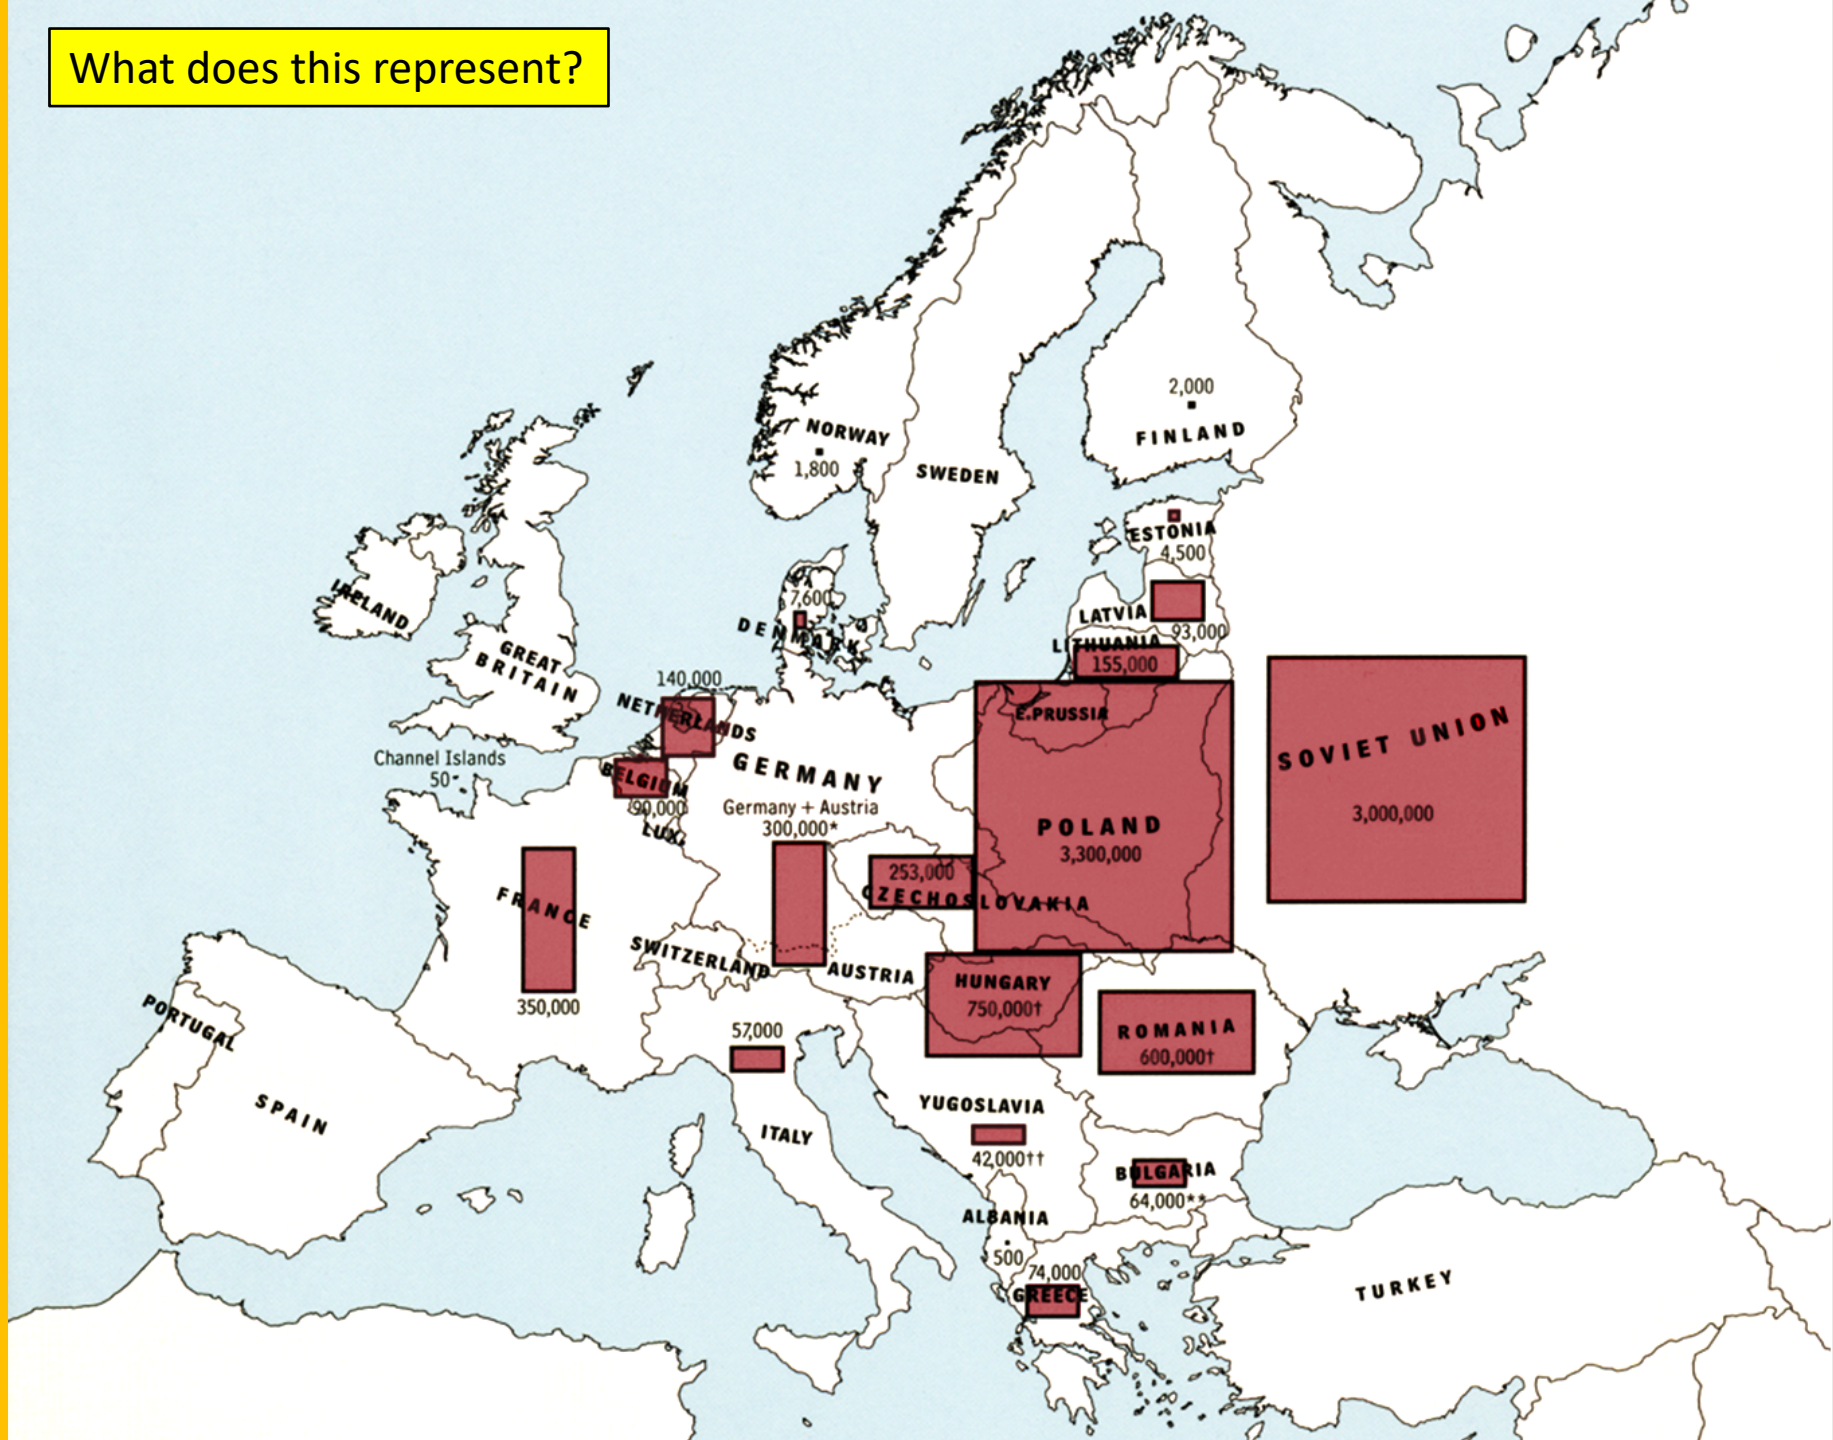 What does this represent?
2,000
FINLAND
NORWAY
1,800
SWEDEN
ESTONIA
4,500
7,600
DENMARK
LATVIA
93,000
LITHUANIA
155,000
IRELAND
GREAT
BRITAIN
140,000
NETHERLANDS
E.PRUSSIA
SOVIET UNION
3,000,000
Channel Islands
50
BELGIUM
90,000
GERMANY
Germany + Austria
300,000*
LUX.
POLAND
3,300,000
253,000
CZECHOSLOVAKIA
FRANCE
350,000
SWITZERLAND
AUSTRIA
HUNGARY
750,000†
ROMANIA
600,000†
PORTUGAL
SPAIN
57,000
ITALY
YUGOSLAVIA
42,000††
BULGARIA
64,000**
ALBANIA
500
74,000
GREECE
TURKEY